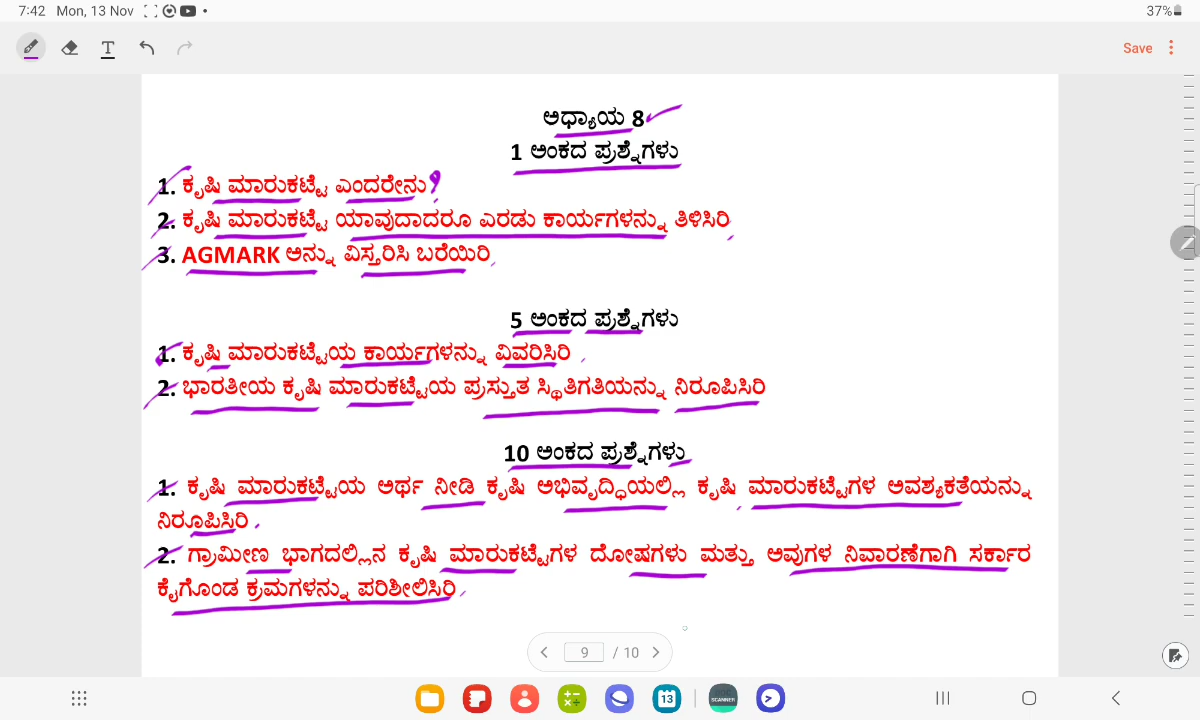 7:42 Mon, 13 Nov
37%
T
Save
ಅಧ್ಯಾಯ 8
1 ಅಂಕದ ಪ್ರಶ್ನೆಗಳು
1. ಕೃಷಿ ಮಾರುಕಟ್ಟೆ ಎಂದರೇನು?
2. ಕೃಷಿ ಮಾರುಕಟ್ಟೆ ಯಾವುದಾದರೂ ಎರಡು ಕಾರ್ಯಗಳನ್ನು ತಿಳಿಸಿರಿ
3. AGMARK ಅನ್ನು ವಿಸ್ತರಿಸಿ ಬರೆಯಿರಿ
5 ಅಂಕದ ಪ್ರಶ್ನೆಗಳು
1. ಕೃಷಿ ಮಾರುಕಟ್ಟೆಯ ಕಾರ್ಯಗಳನ್ನು ವಿವರಿಸಿರಿ
2. ಭಾರತೀಯ ಕೃಷಿ ಮಾರುಕಟ್ಟೆಯ ಪ್ರಸ್ತುತ ಸ್ಥಿತಿಗತಿಯನ್ನು ನಿರೂಪಿಸಿರಿ
10 ಅಂಕದ ಪ್ರಶ್ನೆಗಳು
1. ಕೃಷಿ ಮಾರುಕಟ್ಟೆಯ ಅರ್ಥ ನೀಡಿ ಕೃಷಿ ಅಭಿವೃದ್ಧಿಯಲ್ಲಿ ಕೃಷಿ ಮಾರುಕಟ್ಟೆಗಳ ಅವಶ್ಯಕತೆಯನ್ನು
ನಿರೂಪಿಸಿರಿ
2. ಗ್ರಾಮೀಣ ಭಾಗದಲ್ಲಿನ ಕೃಷಿ ಮಾರುಕಟ್ಟೆಗಳ ದೋಷಗಳು ಮತ್ತು ಅವುಗಳ ನಿವಾರಣೆಗಾಗಿ ಸರ್ಕಾರ
ಕೈಗೊಂಡ ಕ್ರಮಗಳನ್ನು ಪರಿಶೀಲಿಸಿರಿ
9 / 10
13
SCANNER